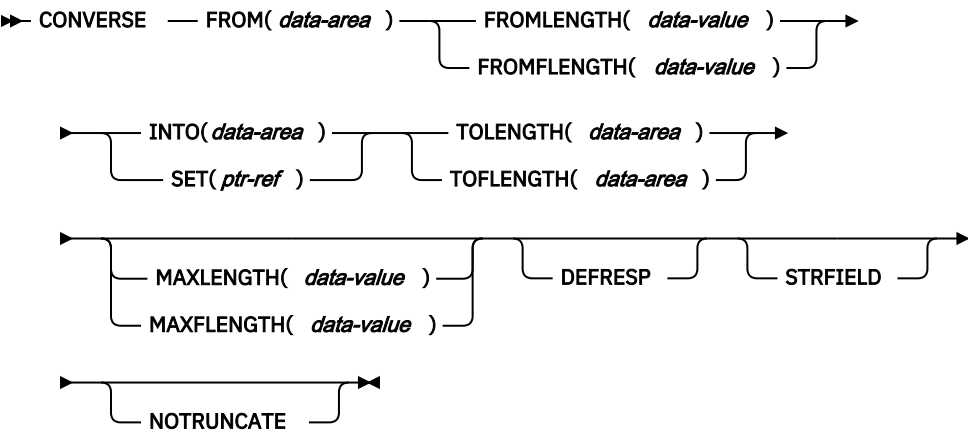 CONVERSE FROM( data-area ) FROMLENGTH( data-value )
FROMFLENGTH( data-value )
INTO( data-area ) TOLENGTH( data-area )
SET( ptr-ref ) TOFLENGTH( data-area )
MAXLENGTH( data-value ) DEFRESP STRFIELD
MAXFLENGTH( data-value )
NOTRUNCATE